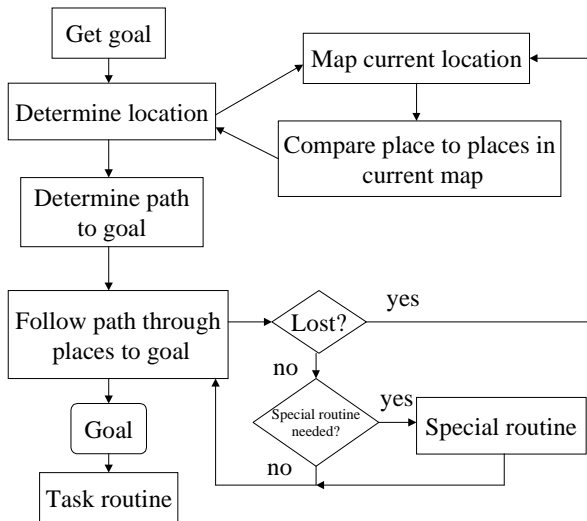 Get goal
Map current location
Determine location
Compare place to places in
current map
Determine path
to goal
Follow path through
places to goal
Lost?
yes
no
Special routine
needed?
yes
Special routine
no
Goal
Task routine